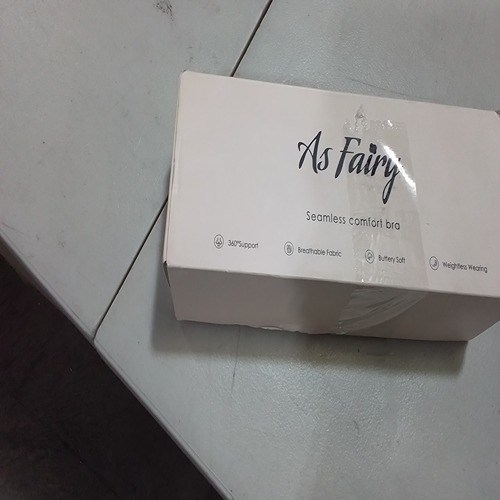 As Fairy
Seamless comfort bra
360°Support
Breathable Fabric
Buttery Soft
Weightless Wearing